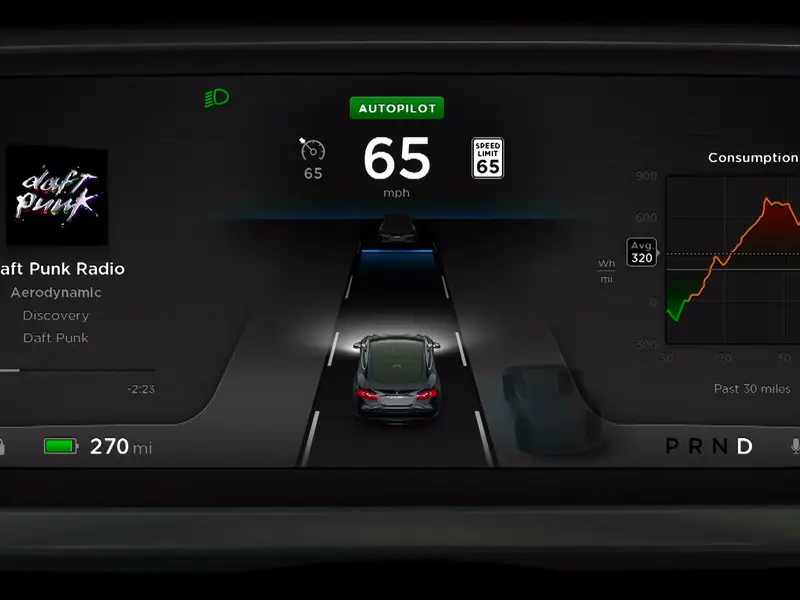 AUTOPILOT
65
mph
65
SPEED
LIMIT
65
daft
punk
aft Punk Radio
Aerodynamic
Discovery
Daft Punk
-2:23
270 mi
Consumption
900
600
Avg.
320
Wh
mi
0
300
30
20
10
Past 30 miles
P R N D